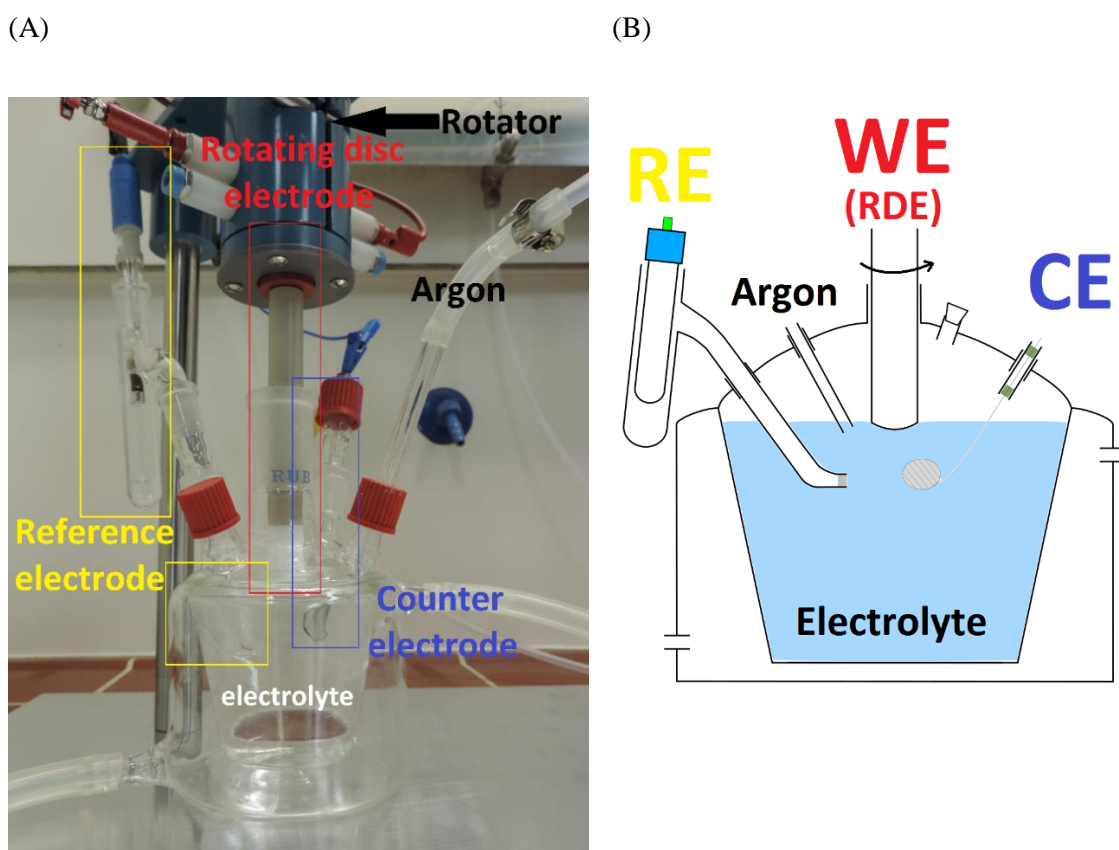 (A)
(B)
Rotator
Rotating disc
electrode
Argon
RUB
Reference
electrode
Counter
electrode
electrolyte
WE
(RDE)
RE
Argon
CE
Electrolyte